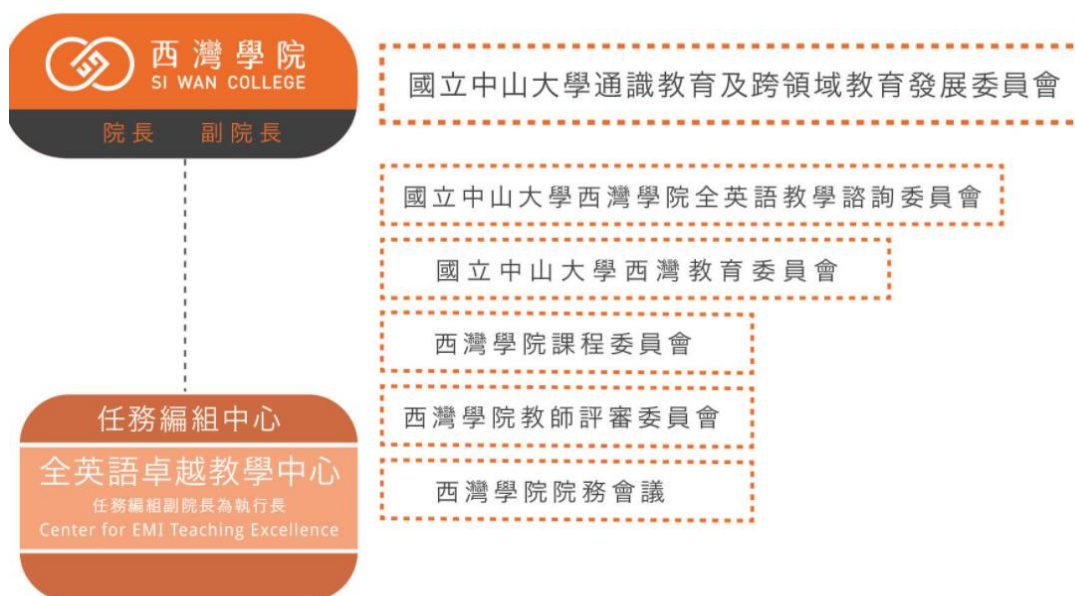 西灣學院
SI WAN COLLEGE
院長 副院長
國立中山大學通識教育及跨領域教育發展委員會
國立中山大學西灣學院全英語教學諮詢委員會
國立中山大學西灣教育委員會
西灣學院課程委員會
西灣學院教師評審委員會
西灣學院院務會議
任務編組中心
全英語卓越教學中心
任務編組副院長為執行長
Center for EMI Teaching Excellence